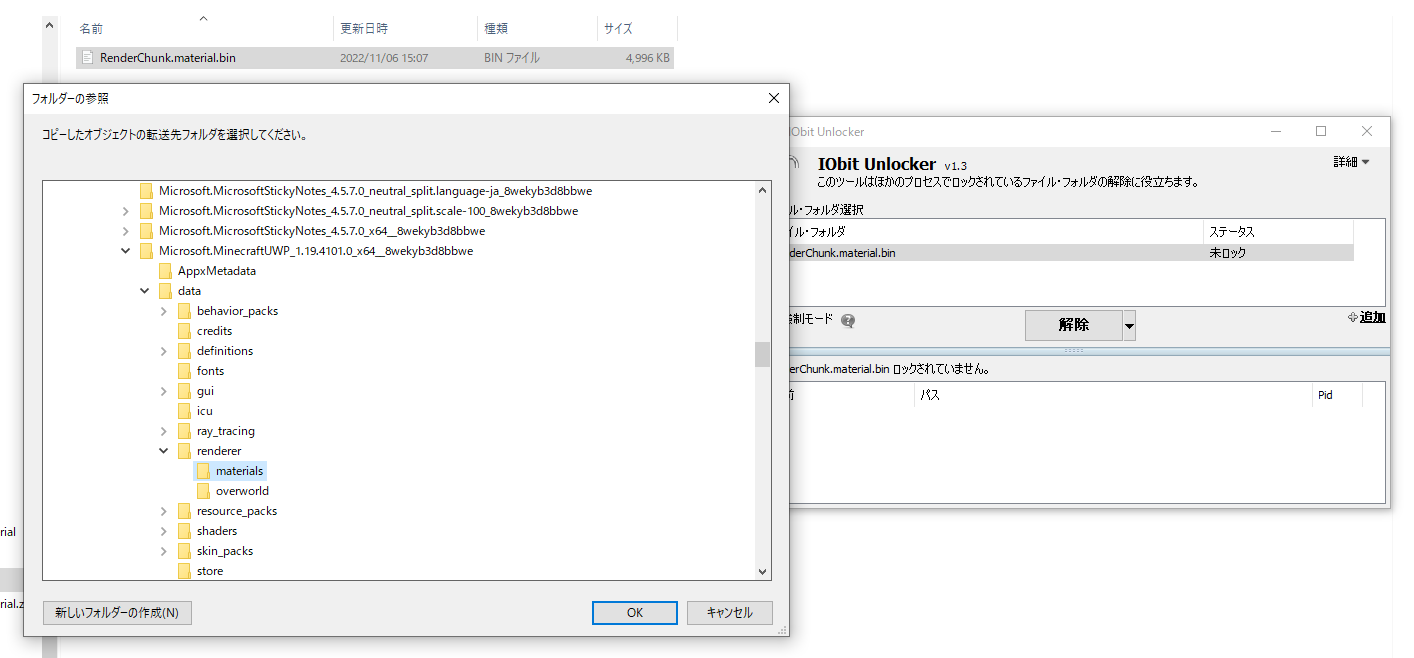 名前 更新日時 種類 サイズ
RenderChunk.material.bin 2022/11/06 15:07 BIN ファイル 4,996 KB
フォルダーの参照
コピーしたオブジェクトの転送先フォルダを選択してください。
Microsoft.MicrosoftStickyNotes_4.5.7.0_neutral_split.language-ja_8wekyb3d8bbwe
Microsoft.MicrosoftStickyNotes_4.5.7.0_neutral_split.scale-100_8wekyb3d8bbwe
Microsoft.MicrosoftStickyNotes_4.5.7.0_x64__8wekyb3d8bbwe
Microsoft.MinecraftUWP_1.19.4101.0_x64__8wekyb3d8bbwe
AppxMetadata
data
behavior_packs
credits
definitions
fonts
gui
icu
ray_tracing
renderer
materials
overworld
resource_packs
shaders
skin_packs
store
新しいフォルダーの作成(N)
OK
キャンセル
IObit Unlocker
IObit Unlocker v1.3
詳細
このツールはほかのプロセスでロックされているファイル・フォルダの解除に役立ちます。
ル・フォルダ選択
イル・フォルダ ステータス
derChunk.material.bin 未ロック
制モード
解除
追加
erChunk.material.bin ロックされていません。
前 パス Pid
rial
rial.z